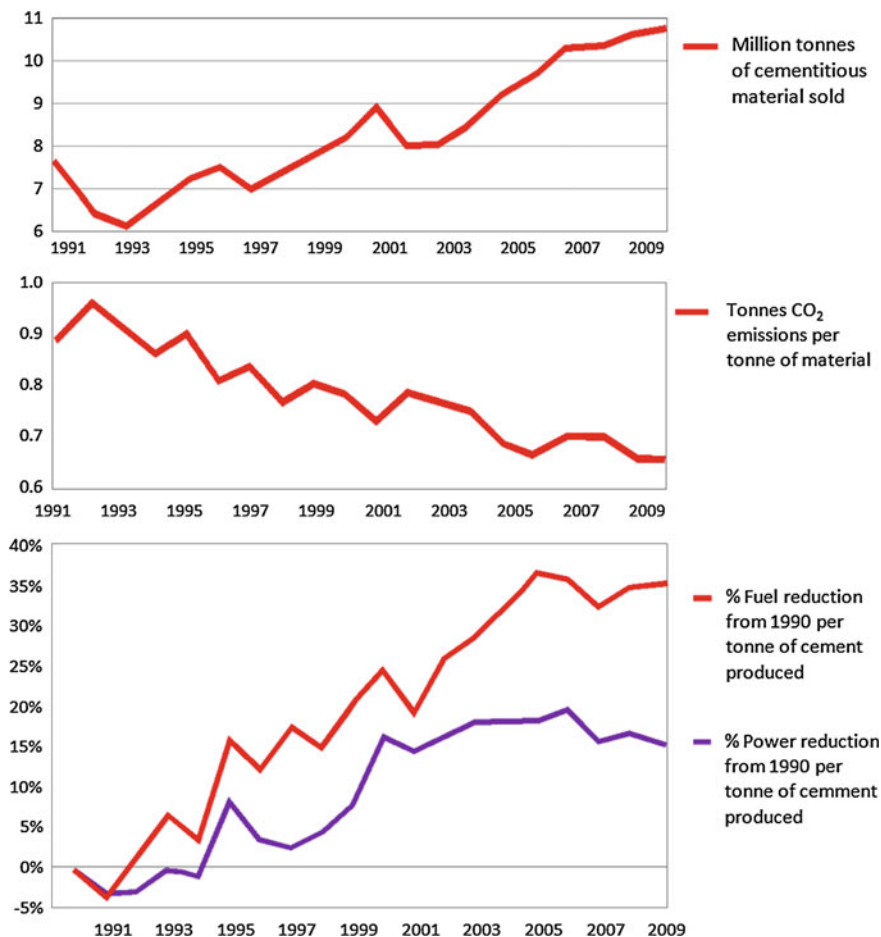 11
10
9
8
7
6
1991 1993 1995 1997 1999 2001 2003 2005 2007 2009
Million tonnes
of cementitious
material sold
1.0
0.9
0.8
0.7
0.6
1991 1993 1995 1997 1999 2001 2003 2005 2007 2009
Tonnes CO₂
emissions per
tonne of material
40%
35%
30%
25%
20%
15%
10%
5%
0%
-5%
1991 1993 1995 1997 1999 2001 2003 2005 2007 2009
% Fuel reduction
from 1990 per
tonne of cement
produced
% Power reduction
from 1990 per
tonne of cemment
produced